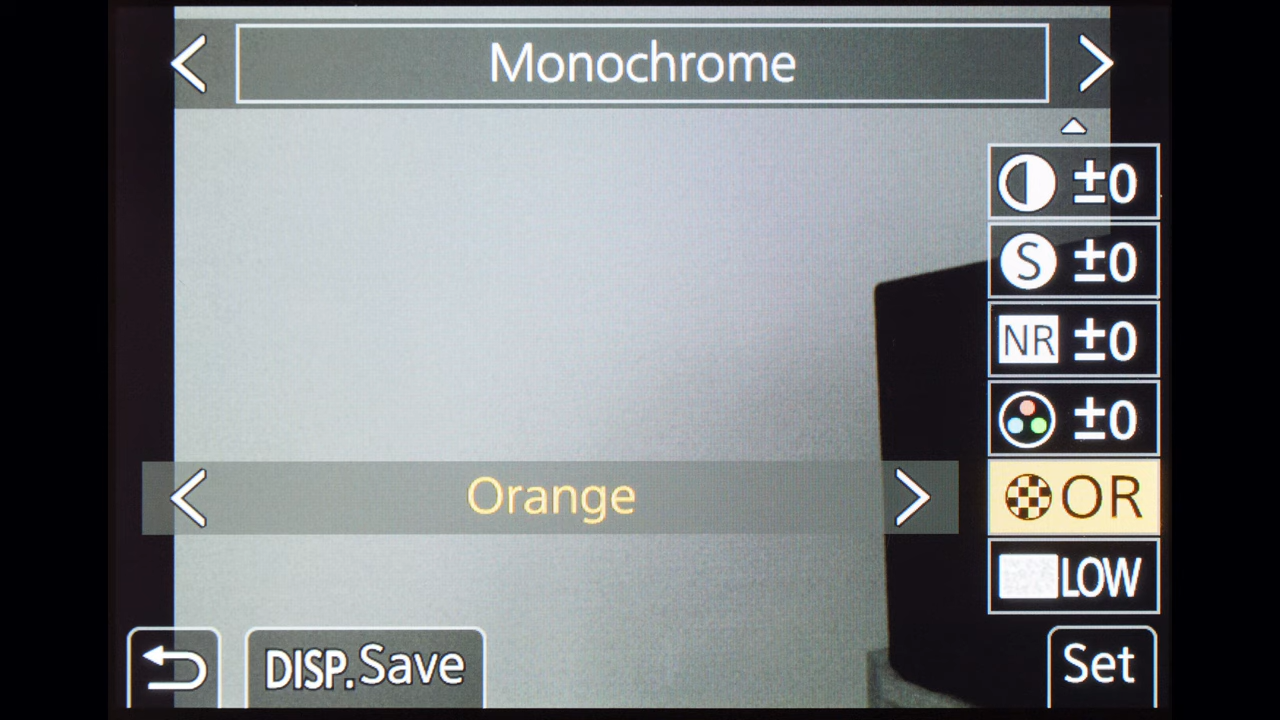 Monochrome
±0
S ±0
NR ±0
±0
Orange
OR
LOW
DISP. Save
Set